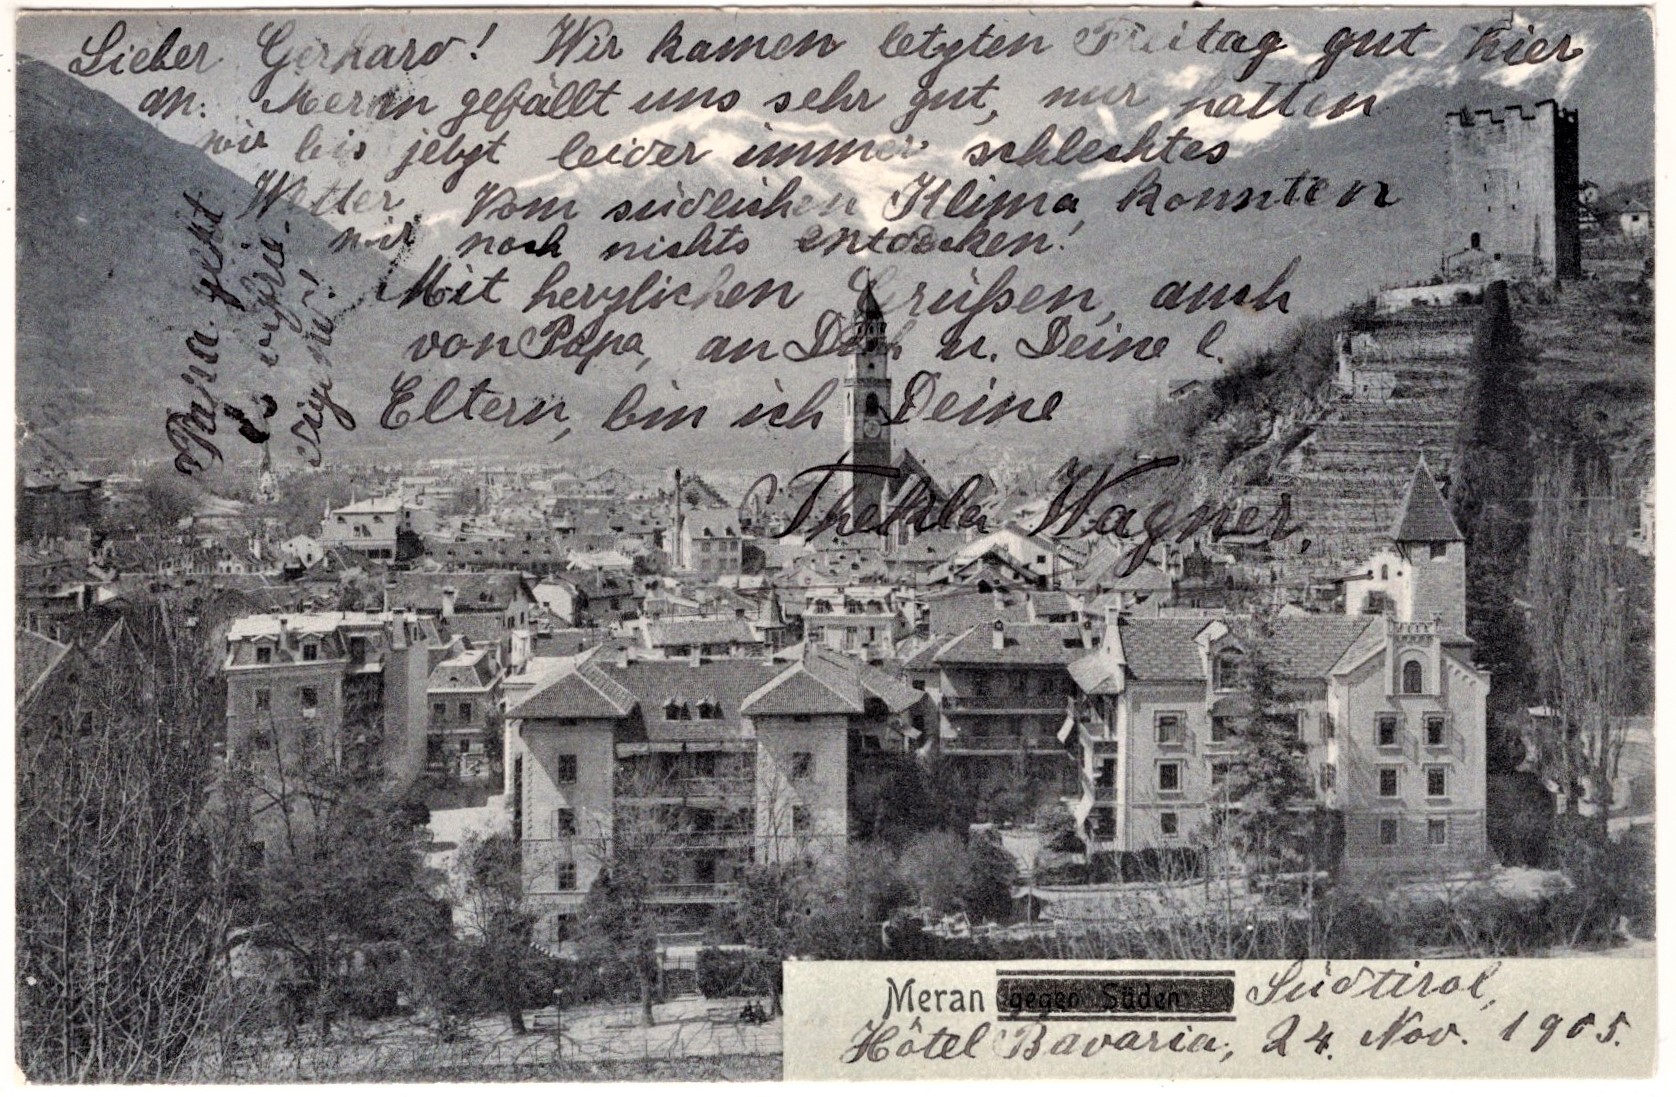 Lieber Gerhard! Wir kamen letzten Freitag gut hier
an. Meran gefällt uns sehr gut, nur hatten
wir bis jetzt leider immer schlechtes
Wetter. Vom südlichen Klima konnten
wir noch nichts entdecken!
Mit herzlichen Grüßen, auch
von Papa, an Dich u. Deine l.
Eltern, bin ich Deine
Thekla Wagner.
Papa geht
es
Meran gegen Süden Südtirol,
Hôtel Bavaria, 24. Nov. 1905.